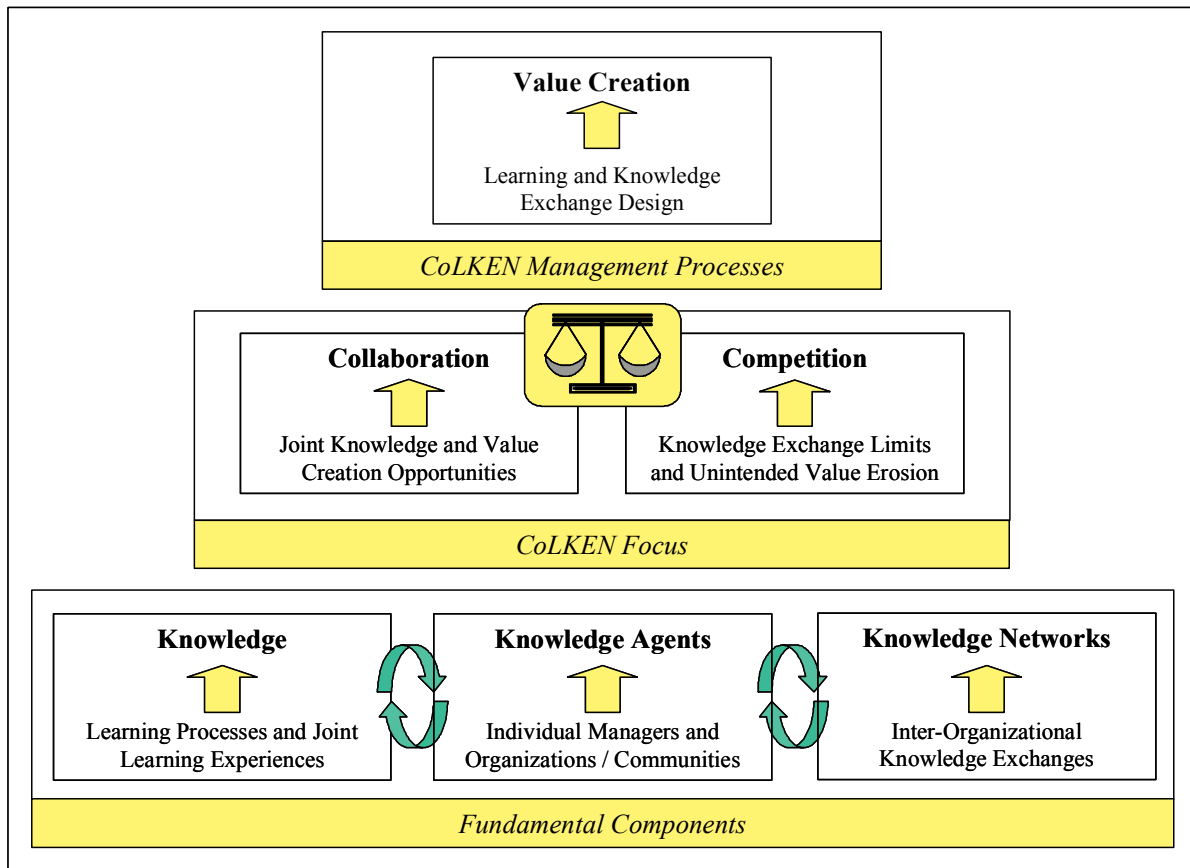 Value Creation
Learning and Knowledge
Exchange Design
CoLKEN Management Processes
Collaboration
Joint Knowledge and Value
Creation Opportunities
Competition
Knowledge Exchange Limits
and Unintended Value Erosion
CoLKEN Focus
Knowledge
Learning Processes and Joint
Learning Experiences
Knowledge Agents
Individual Managers and
Organizations / Communities
Knowledge Networks
Inter-Organizational
Knowledge Exchanges
Fundamental Components